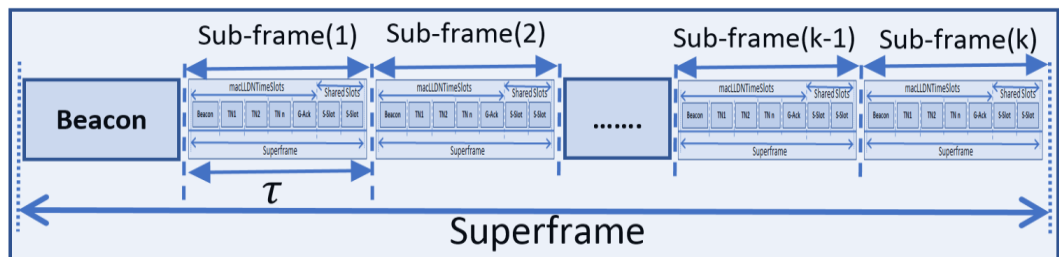 Sub-frame(1) Sub-frame(2) Sub-frame(k-1) Sub-frame(k)
macLLDNTimeSlots Shared Slots macLLDNTimeSlots Shared Slots macLLDNTimeSlots Shared Slots macLLDNTimeSlots Shared Slots
Beacon Beacon TN1 TN2 TN n G-Ack S-Slot S-Slot Beacon TN1 TN2 TN n G-Ack S-Slot S-Slot ....... Beacon TN1 TN2 TN n G-Ack S-Slot S-Slot Beacon TN1 TN2 TN n G-Ack S-Slot S-Slot
Superframe Superframe Superframe Superframe
τ
Superframe